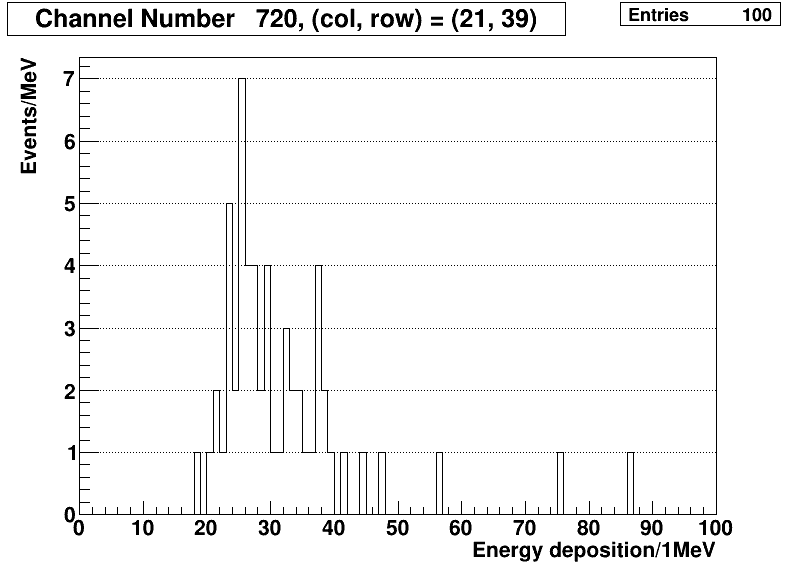 Channel Number 720, (col, row) = (21, 39)
Entries 100
Events/MeV
7
6
5
4
3
2
1
0
0 10 20 30 40 50 60 70 80 90 100
Energy deposition/1MeV